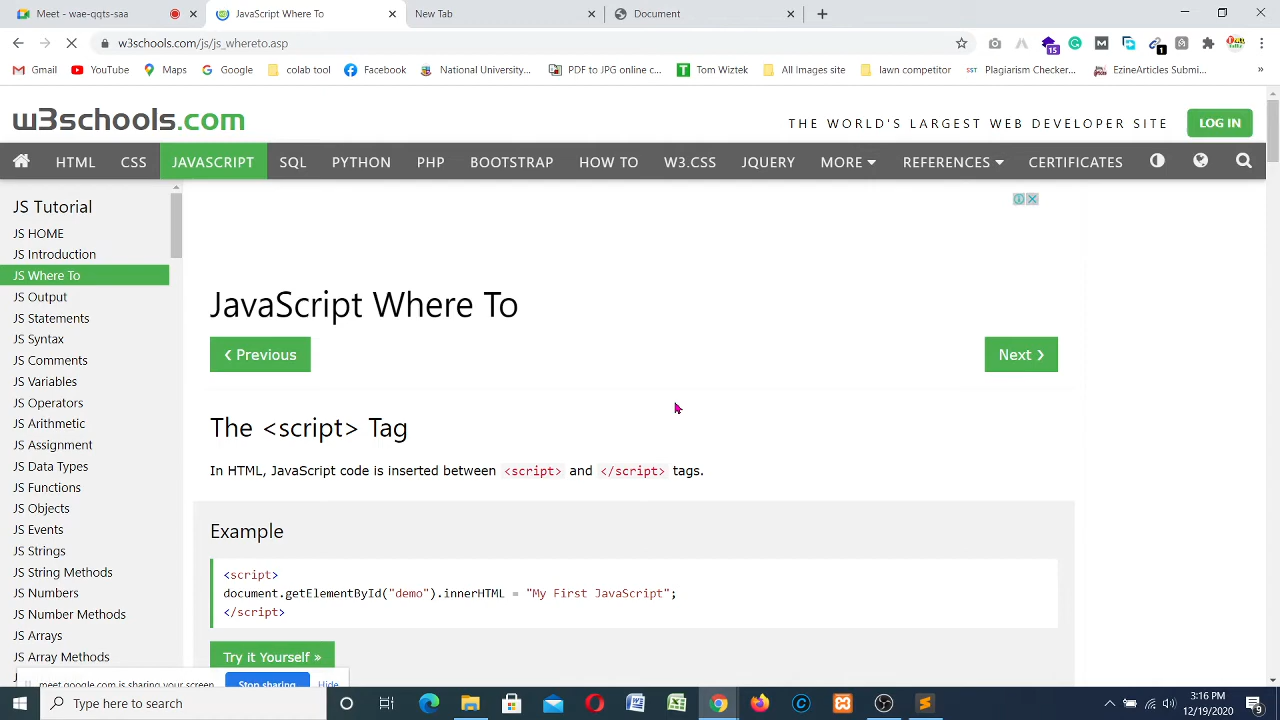 Meet - wae-qqts-saa
JavaScript Where To
New Tab
Document
w3schools.com/js/js_whereto.asp
15
1
Gmail
YouTube
Maps
Google
colab tool
Facebook
National University...
PDF to JPG online c...
Tom Wiztek
All Images site
lawn competitor
SST Plagiarism Checker...
EzineArticles Submi...
»
w3schools.com
THE WORLD'S LARGEST WEB DEVELOPER SITE
LOG IN
HTML
CSS
JAVASCRIPT
SQL
PYTHON
PHP
BOOTSTRAP
HOW TO
W3.CSS
JQUERY
MORE
REFERENCES
CERTIFICATES
JS Tutorial
JS HOME
JS Introduction
JS Where To
JS Output
JS Statements
JS Syntax
JS Comments
JS Variables
JS Operators
JS Arithmetic
JS Assignment
JS Data Types
JS Functions
JS Objects
JS Events
JS Strings
JS String Methods
JS Numbers
JS Number Methods
JS Arrays
JS Array Methods
JavaScript Where To
❮ Previous
Next ❯
The <script> Tag
In HTML, JavaScript code is inserted between <script> and </script> tags.
Example
<script>
document.getElementById("demo").innerHTML = "My First JavaScript";
</script>
Try it Yourself »
meet.google.com is sharing your screen.
Stop sharing
Hide
Type here to search
3:16 PM
12/19/2020
9